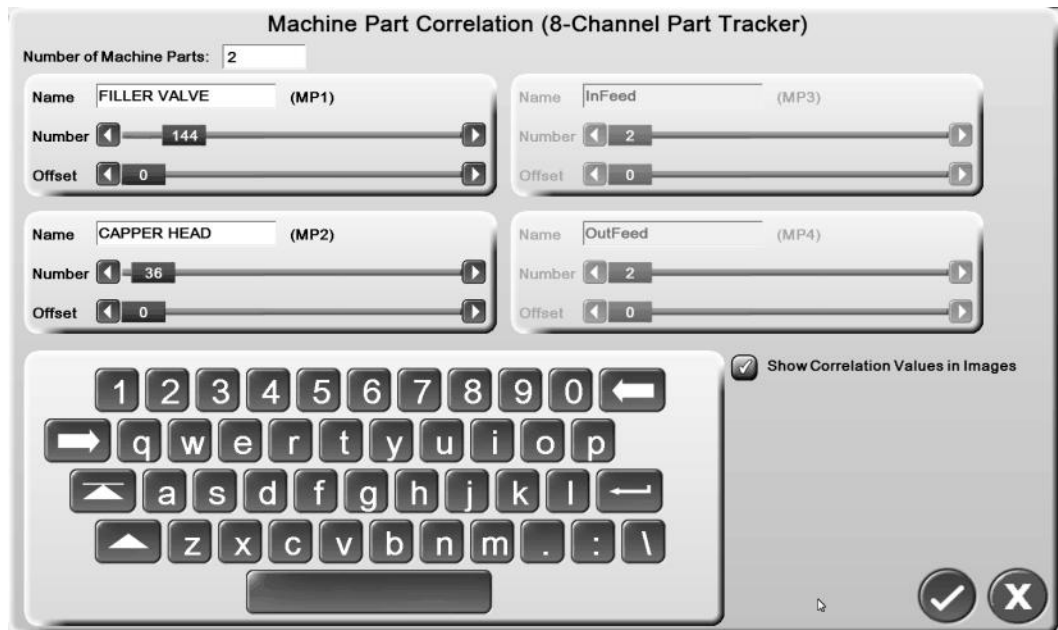 Machine Part Correlation (8-Channel Part Tracker)
Number of Machine Parts: 2
Name FILLER VALVE (MP1)
Number 144
Offset 0
Name InFeed (MP3)
Number 2
Offset 0
Name CAPPER HEAD (MP2)
Number 36
Offset 0
Name OutFeed (MP4)
Number 2
Offset 0
Show Correlation Values in Images
1 2 3 4 5 6 7 8 9 0
q w e r t y u i o p
a s d f g h j k l
z x c v b n m . : \